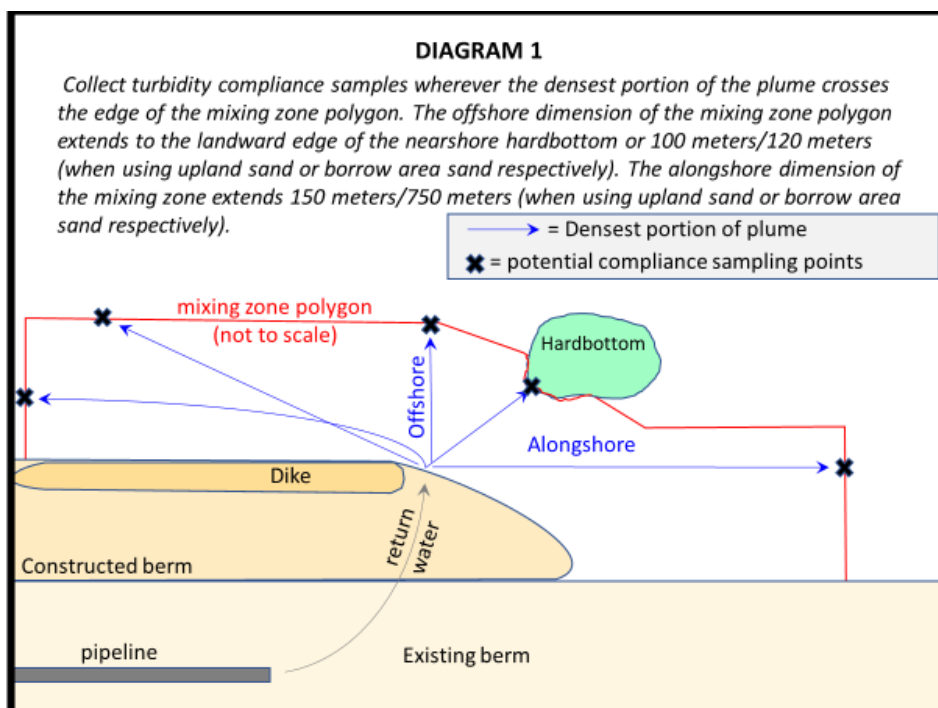 DIAGRAM 1
Collect turbidity compliance samples wherever the densest portion of the plume crosses
the edge of the mixing zone polygon. The offshore dimension of the mixing zone polygon
extends to the landward edge of the nearshore hardbottom or 100 meters/120 meters
(when using upland sand or borrow area sand respectively). The alongshore dimension of
the mixing zone extends 150 meters/750 meters (when using upland sand or borrow area
sand respectively).
= Densest portion of plume
= potential compliance sampling points
mixing zone polygon
(not to scale)
Hardbottom
Offshore
Alongshore
Dike
return
water
Constructed berm
pipeline
Existing berm